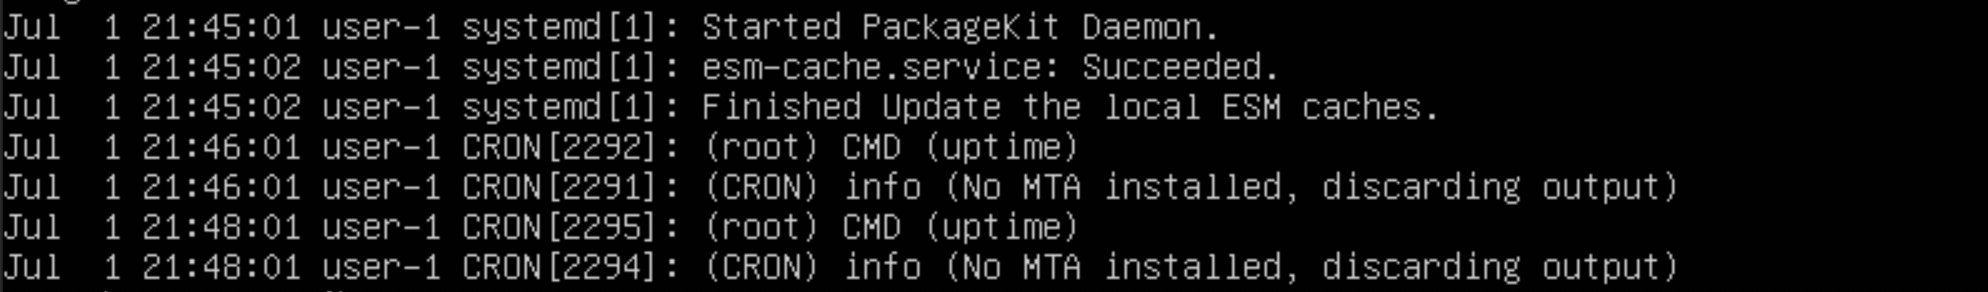 Jul  1 21:45:01 user-1 systemd[1]: Started PackageKit Daemon.
Jul  1 21:45:02 user-1 systemd[1]: esm-cache.service: Succeeded.
Jul  1 21:45:02 user-1 systemd[1]: Finished Update the local ESM caches.
Jul  1 21:46:01 user-1 CRON[2292]: (root) CMD (uptime)
Jul  1 21:46:01 user-1 CRON[2291]: (CRON) info (No MTA installed, discarding output)
Jul  1 21:48:01 user-1 CRON[2295]: (root) CMD (uptime)
Jul  1 21:48:01 user-1 CRON[2294]: (CRON) info (No MTA installed, discarding output)